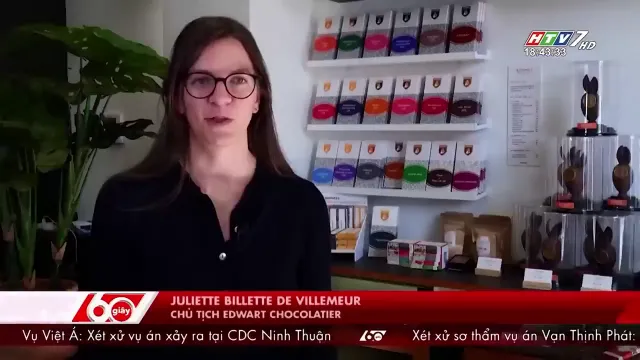 HTV7 HD
18:43:33
60 giây
JULIETTE BILLETTE DE VILLEMEUR
CHỦ TỊCH EDWART CHOCOLATIER
Vụ Việt Á: Xét xử vụ án xảy ra tại CDC Ninh Thuận
60
Xét xử sơ thẩm vụ án Vạn Thịnh Phát: